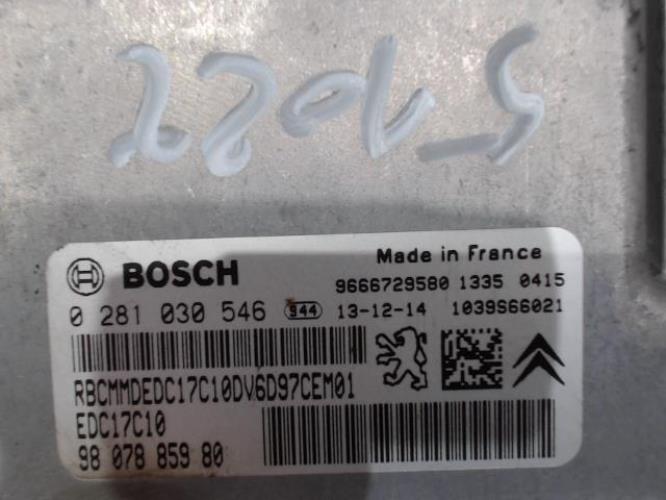 BOSCH
Made in France
9666729580 1335 0415
0 281 030 546 944 13-12-14 1039S66021
RBCMMDEDC17C10DV6D97CEM01
EDC17C10
98 078 859 80